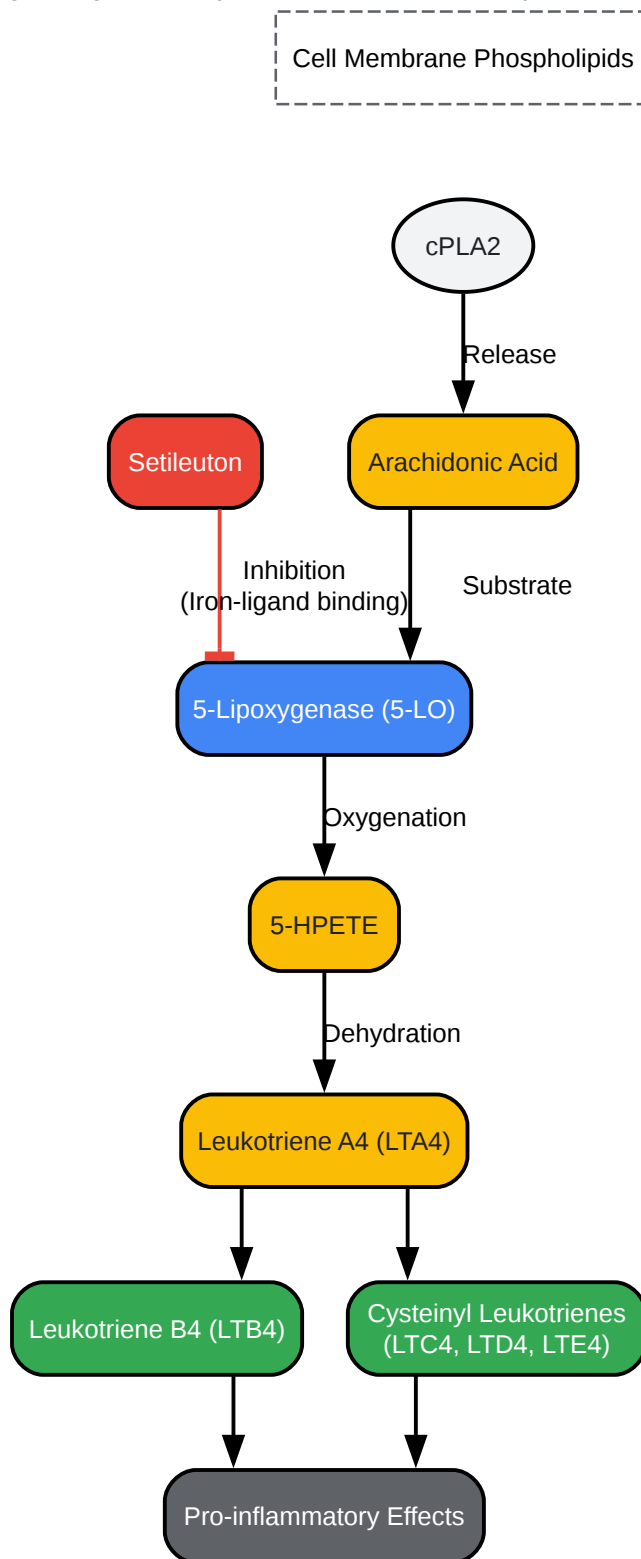 Cell Membrane Phospholipids
cPLA2
Release
Setileuton
Arachidonic Acid
Inhibition
(Iron-ligand binding)
Substrate
5-Lipoxygenase (5-LO)
Oxygenation
5-HPETE
Dehydration
Leukotriene A4 (LTA4)
Leukotriene B4 (LTB4)
Cysteinyl Leukotrienes
(LTC4, LTD4, LTE4)
Pro-inflammatory Effects